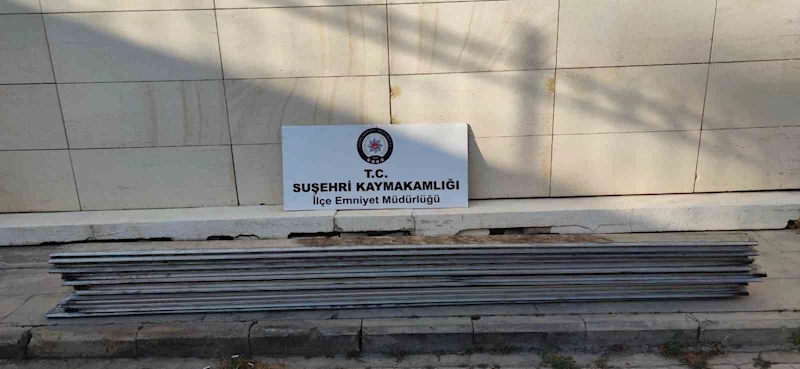 T.C.
SUŞEHRİ KAYMAKAMLIĞI
İlçe Emniyet Müdürlüğü